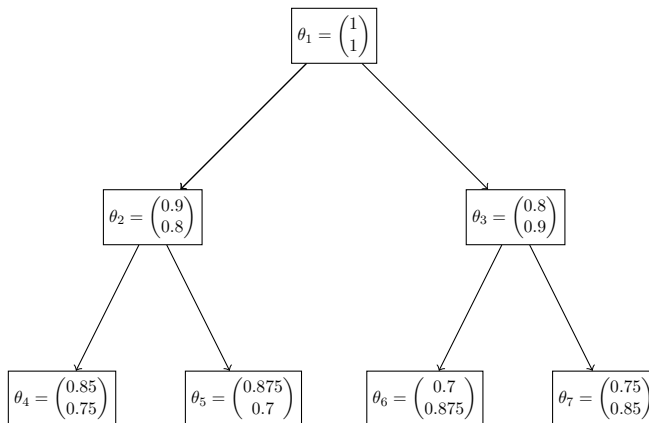 θ₁ = (1 1)
θ₂ = (0.9 0.8)
θ₃ = (0.8 0.9)
θ₄ = (0.85 0.75)
θ₅ = (0.875 0.7)
θ₆ = (0.7 0.875)
θ₇ = (0.75 0.85)